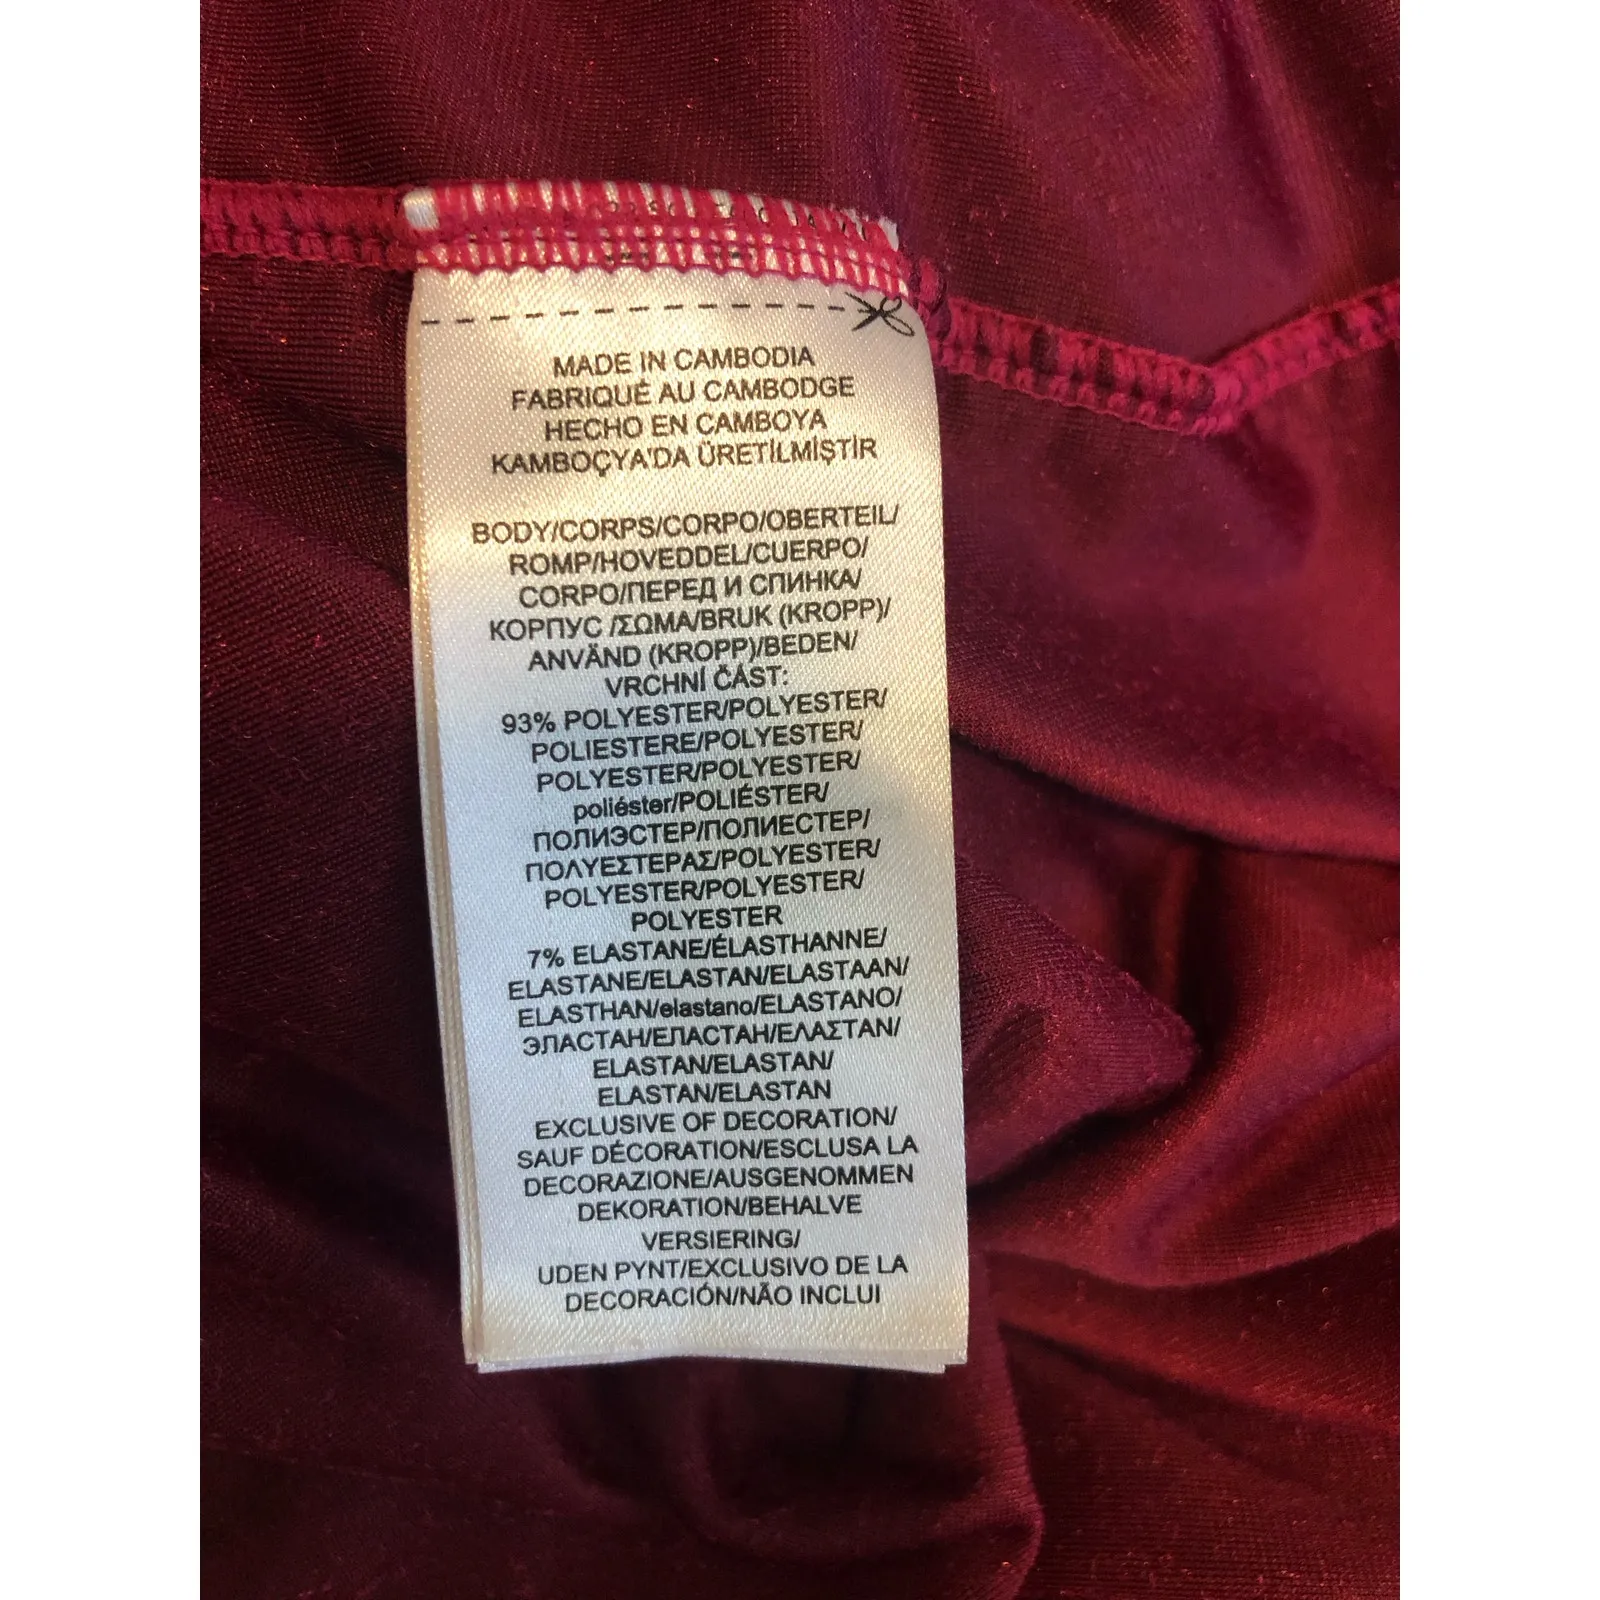 MADE IN CAMBODIA
FABRIQUÉ AU CAMBODGE
HECHO EN CAMBOYA
KAMBOÇYA'DA ÜRETİLMİŞTİR
BODY/CORPS/CORPO/OBERTEIL/
ROMP/HOVEDDEL/CUERPO/
CORPO/ПЕРЕД И СПИНКА/
КОРПУС /ΣΩΜΑ/BRUK (KROPP)/
ANVÄND (KROPP)/BEDEN/
VRCHNÍ ČÁST:
93% POLYESTER/POLYESTER/
POLIESTERE/POLYESTER/
POLYESTER/POLYESTER/
poliéster/POLIÉSTER/
ПОЛИЭСТЕР/ПОЛИЕСТЕР/
ΠΟΛΥΕΣΤΕΡΑΣ/POLYESTER/
POLYESTER/POLYESTER/
POLYESTER
7% ELASTANE/ÉLASTHANNE/
ELASTANE/ELASTAN/ELASTAAN/
ELASTHAN/elastano/ELASTANO/
ЭЛАСТАН/ЕЛАСТАН/ΕΛΑΣΤΑΝ/
ELASTAN/ELASTAN/
ELASTAN/ELASTAN
EXCLUSIVE OF DECORATION/
SAUF DÉCORATION/ESCLUSA LA
DECORAZIONE/AUSGENOMMEN
DEKORATION/BEHALVE
VERSIERING/
UDEN PYNT/EXCLUSIVO DE LA
DECORACIÓN/NÃO INCLUI